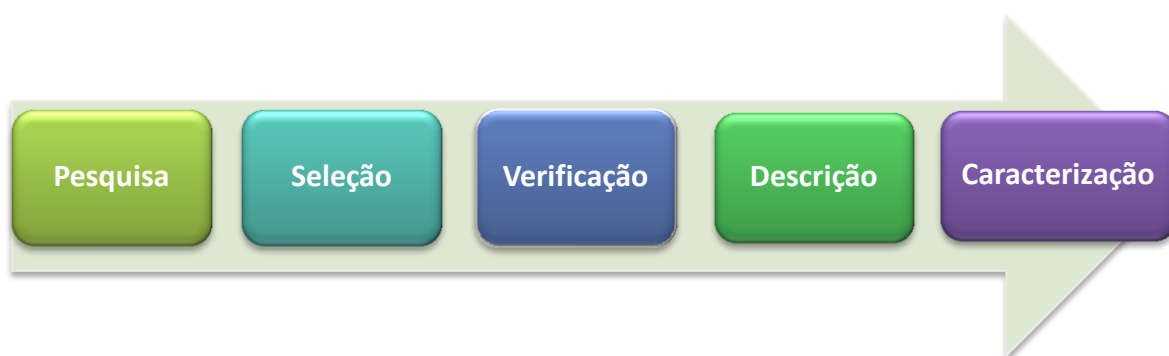 Pesquisa
Seleção
Verificação
Descrição
Caracterização